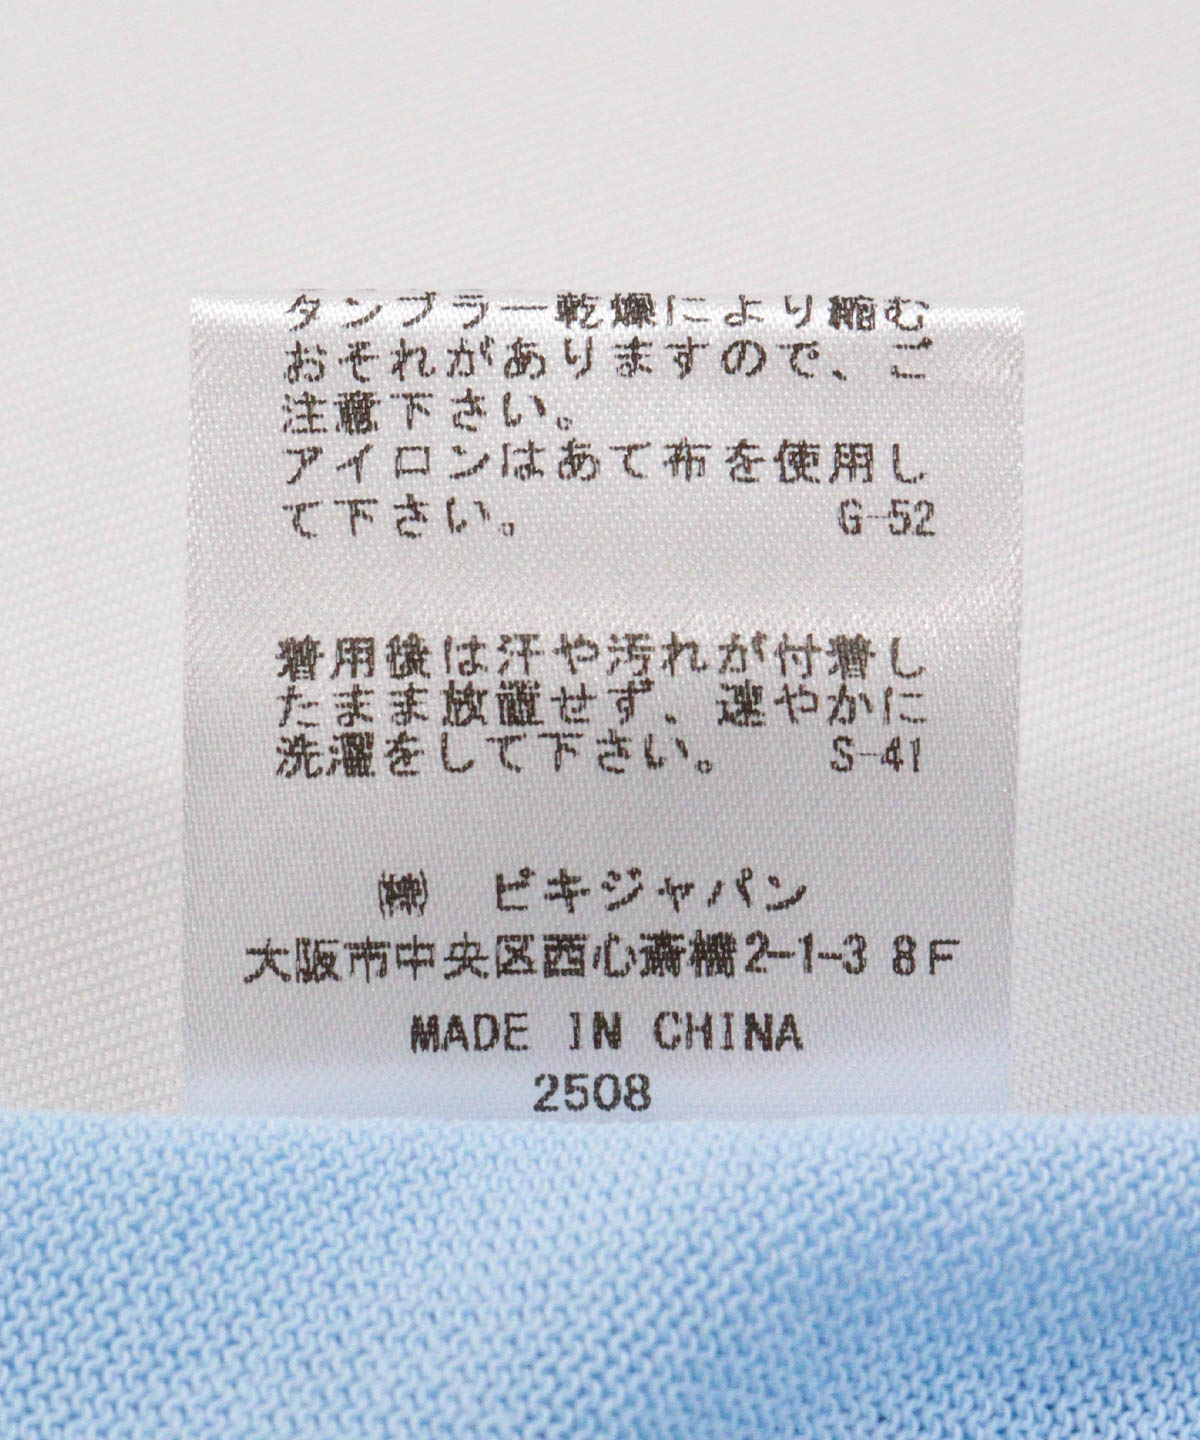 タンブラー乾燥により縮む
おそれがありますので、ご
注意下さい。
アイロンはあて布を使用し
て下さい。 G-52
着用後は汗や汚れが付着し
たまま放置せず、速やかに
洗濯をして下さい。 S-41
㈱ ピキジャパン
大阪市中央区西心斎橋2-1-3 8F
MADE IN CHINA
2508